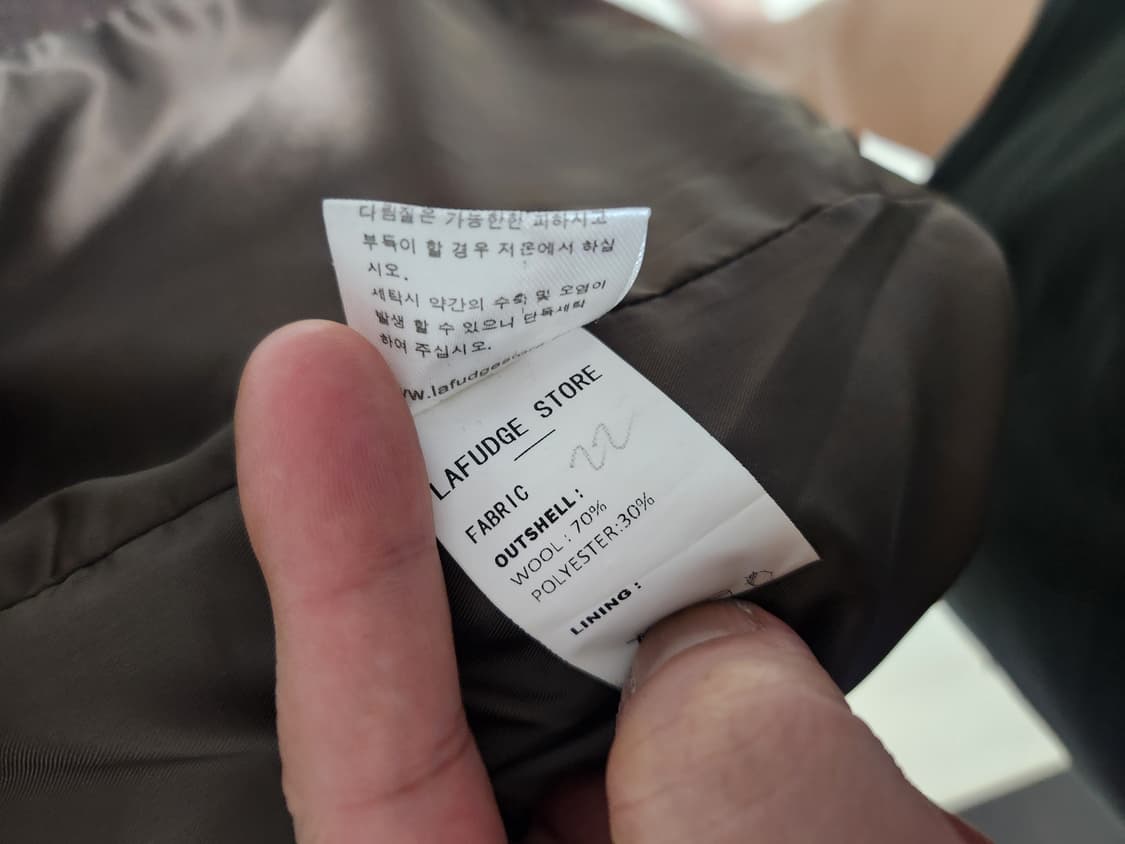 다림질은 가능한한 피하시고
부득이 할 경우 저온에서 하십
시오.
세탁시 약간의 수축 및 오염이
발생 할 수 있으니 단독세탁
하여 주십시오.
LAFUDGE STORE
22
FABRIC
OUTSHELL:
WOOL : 70%
POLYESTER:30%
LINING :